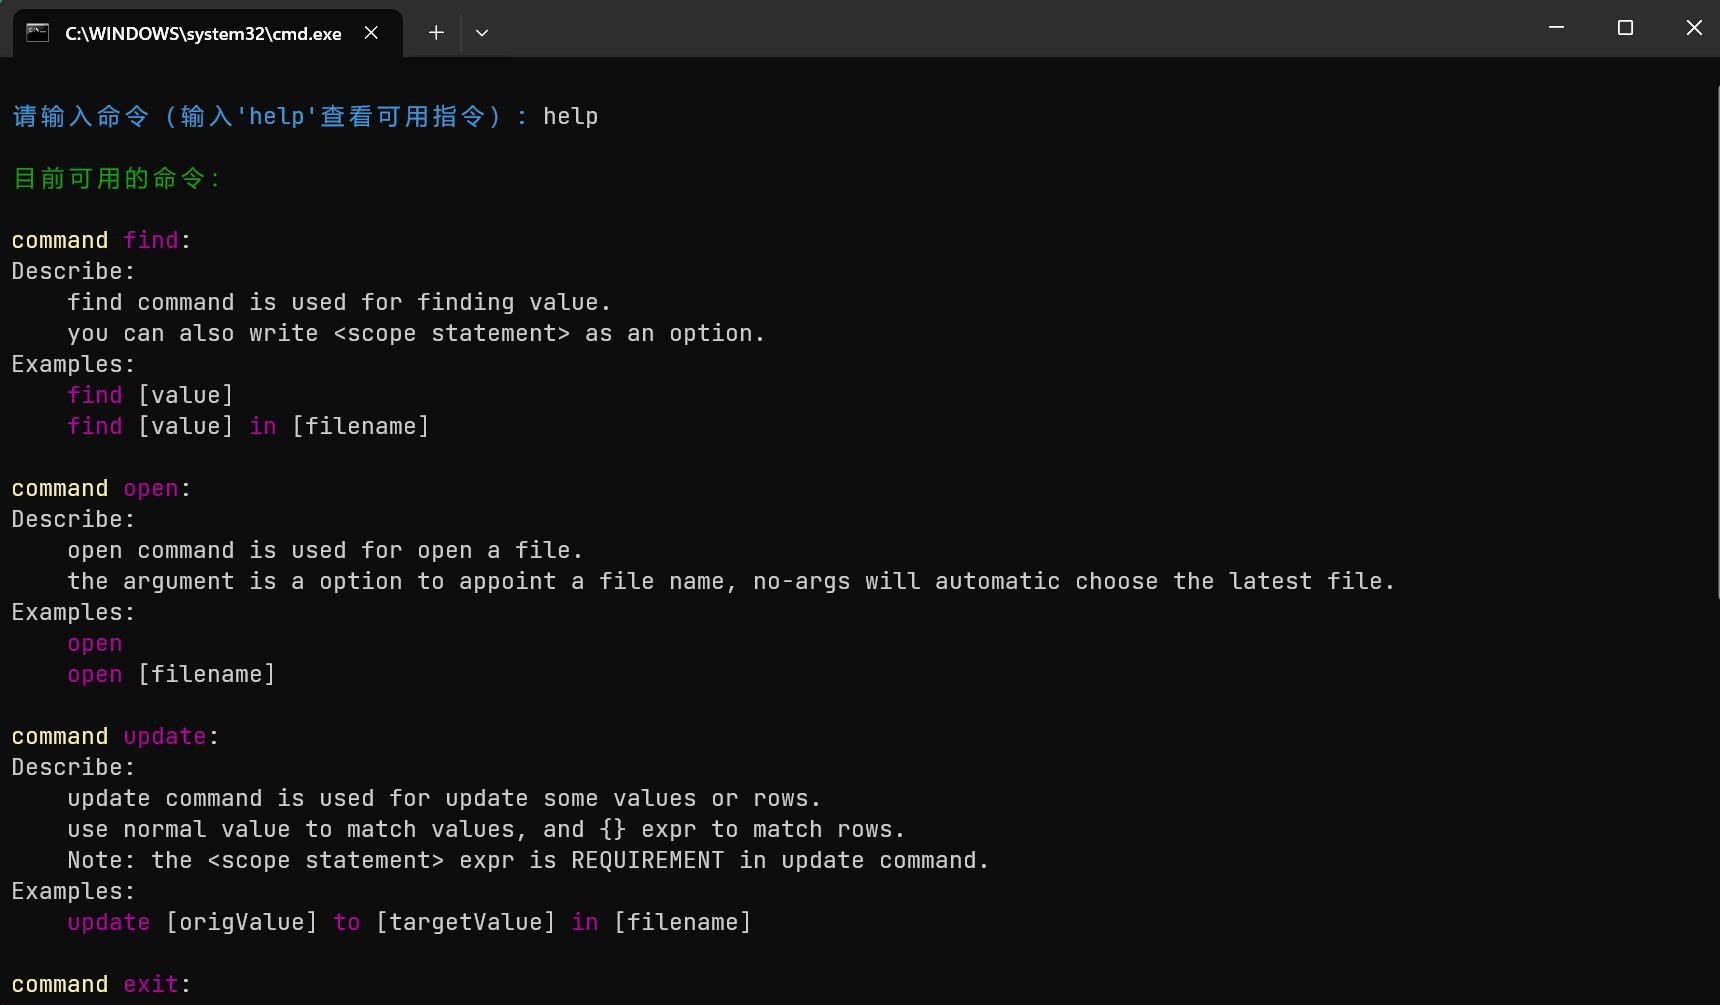 C:\WINDOWS\system32\cmd.exe
请输入命令（输入'help'查看可用指令）: help
目前可用的命令:
command find:
Describe:
    find command is used for finding value.
    you can also write <scope statement> as an option.
Examples:
    find [value]
    find [value] in [filename]
command open:
Describe:
    open command is used for open a file.
    the argument is a option to appoint a file name, no-args will automatic choose the latest file.
Examples:
    open
    open [filename]
command update:
Describe:
    update command is used for update some values or rows.
    use normal value to match values, and {} expr to match rows.
    Note: the <scope statement> expr is REQUIREMENT in update command.
Examples:
    update [origValue] to [targetValue] in [filename]
command exit: